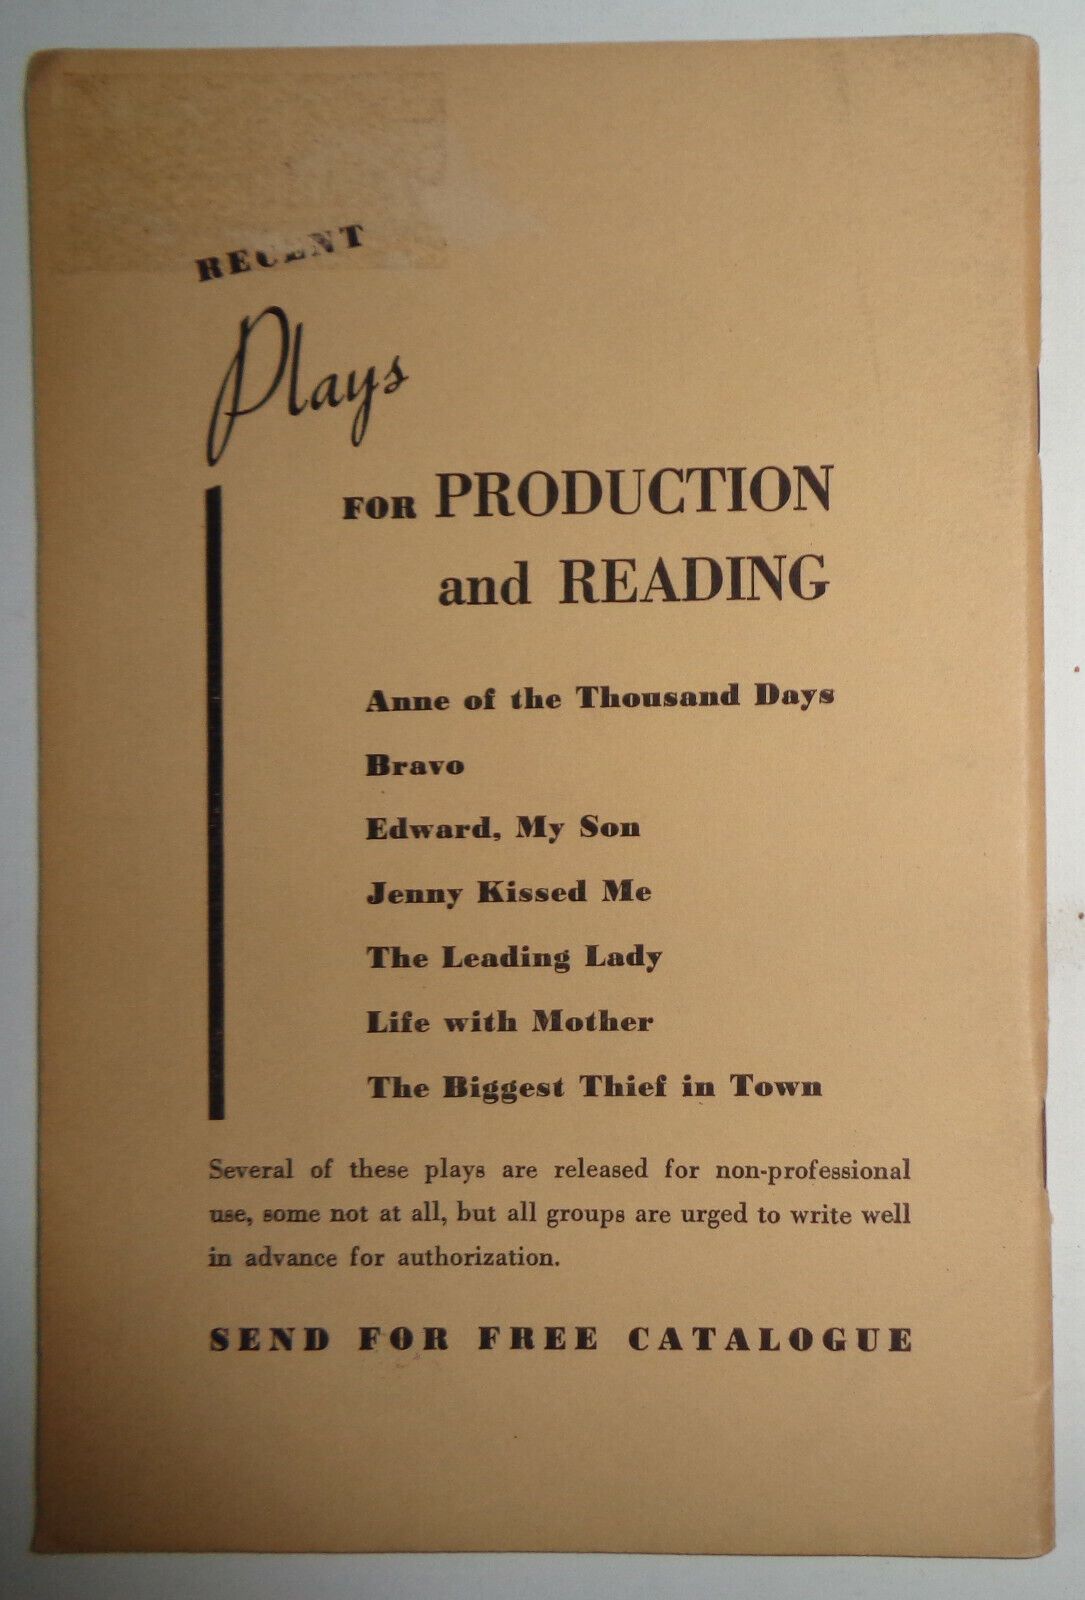 RECENT
Plays
FOR PRODUCTION
and READING
Anne of the Thousand Days
Bravo
Edward, My Son
Jenny Kissed Me
The Leading Lady
Life with Mother
The Biggest Thief in Town
Several of these plays are released for non-professional
use, some not at all, but all groups are urged to write well
in advance for authorization.
SEND FOR FREE CATALOGUE